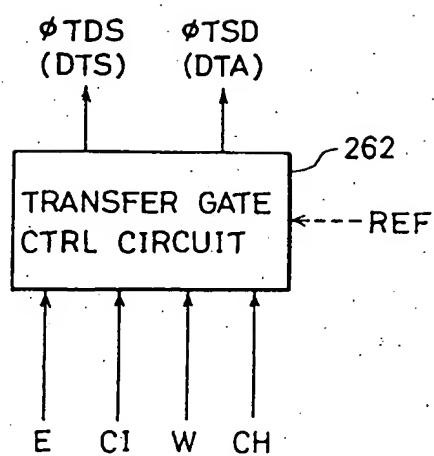 φTDS φTSD
(DTS) (DTA)
262
TRANSFER GATE
CTRL CIRCUIT
REF
E CI W CH